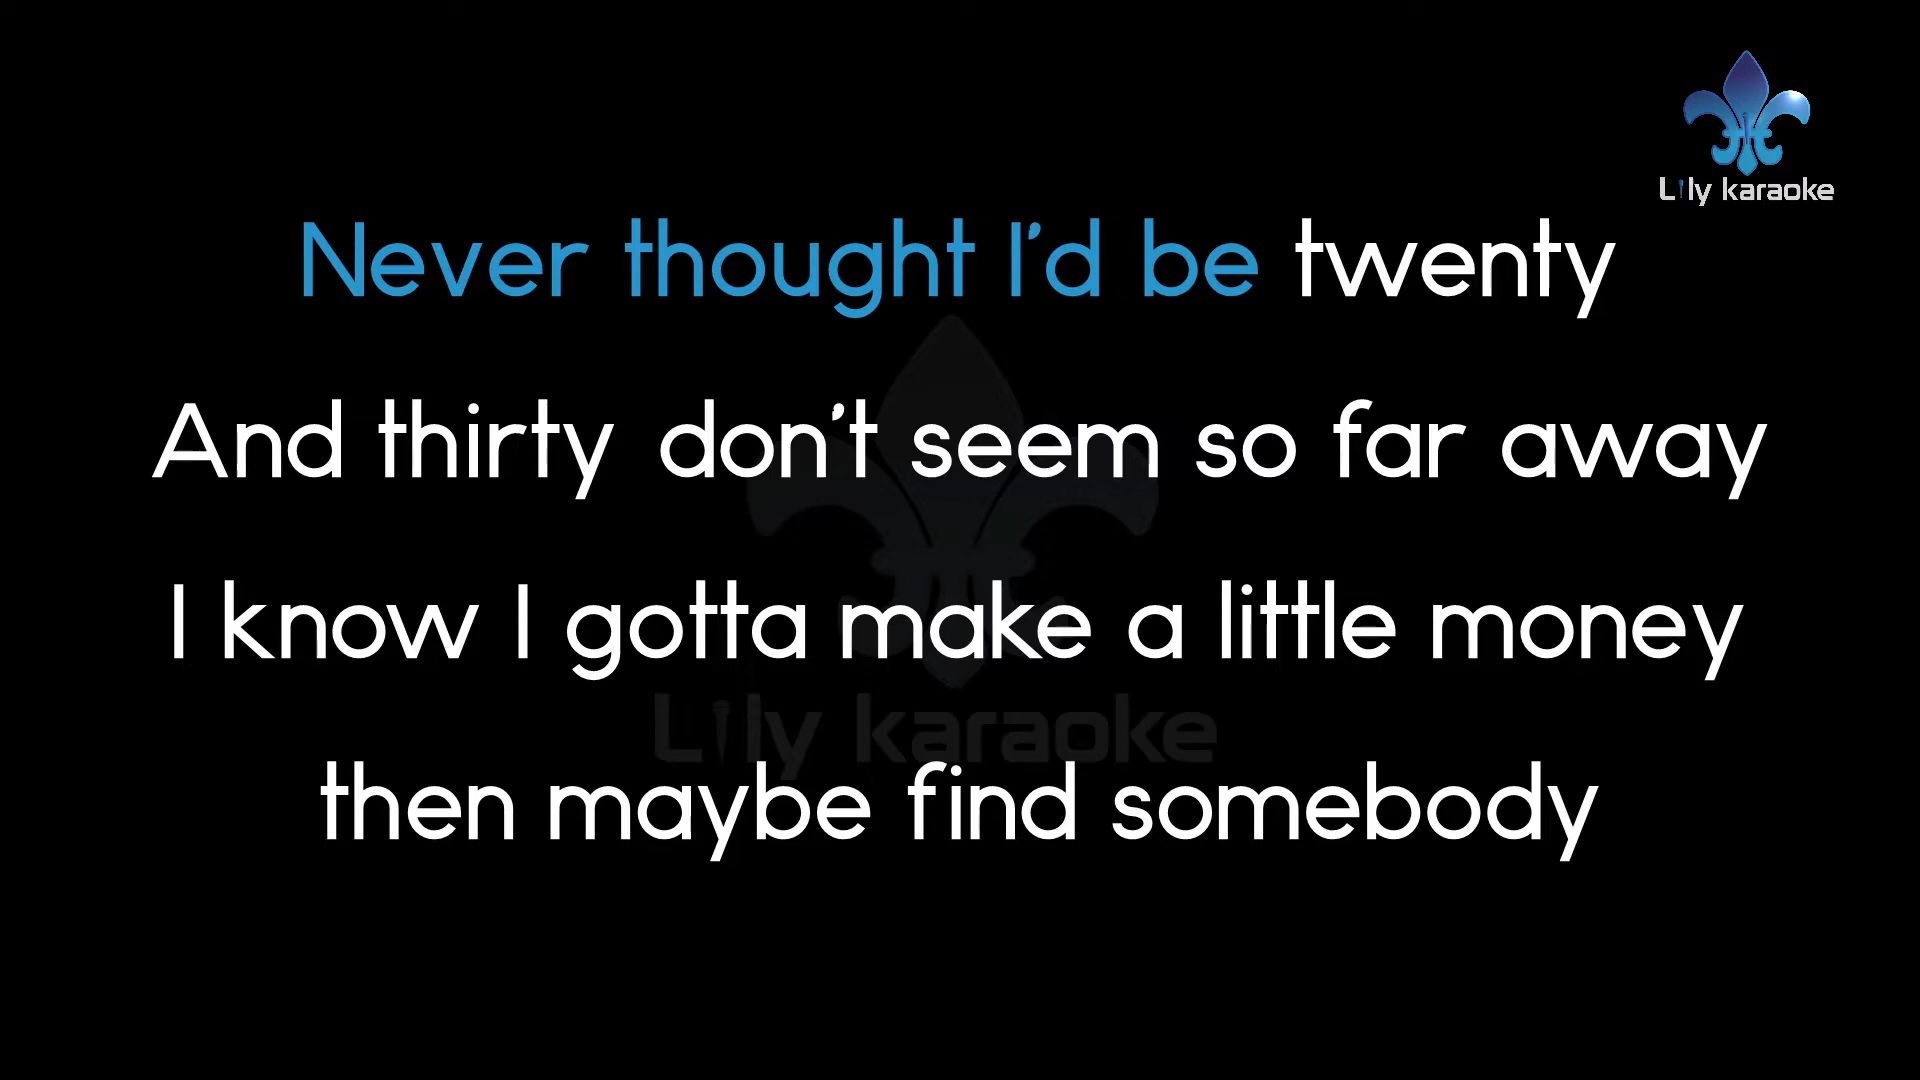 Lily karaoke
Never thought I'd be twenty
And thirty don't seem so far away
I know I gotta make a little money
Lily karaoke
then maybe find somebody